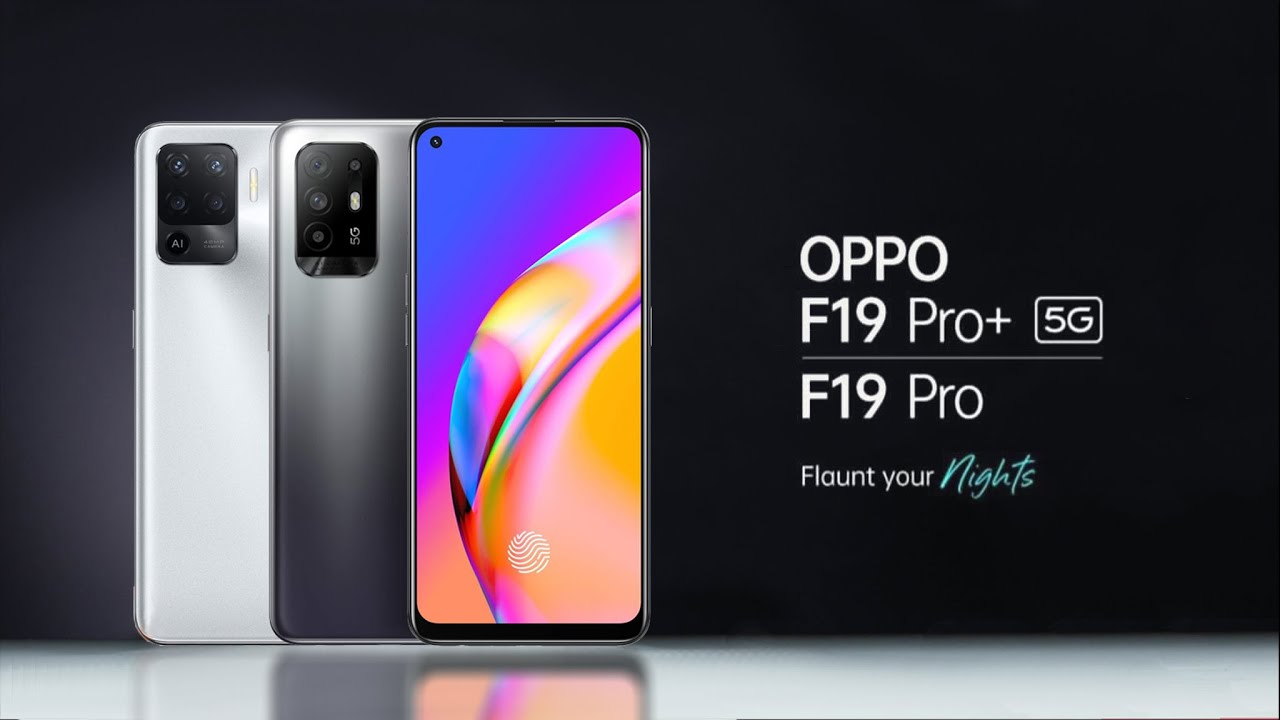 AI
5G
OPPO
F19 Pro+ 5G
F19 Pro
Flaunt your Nights